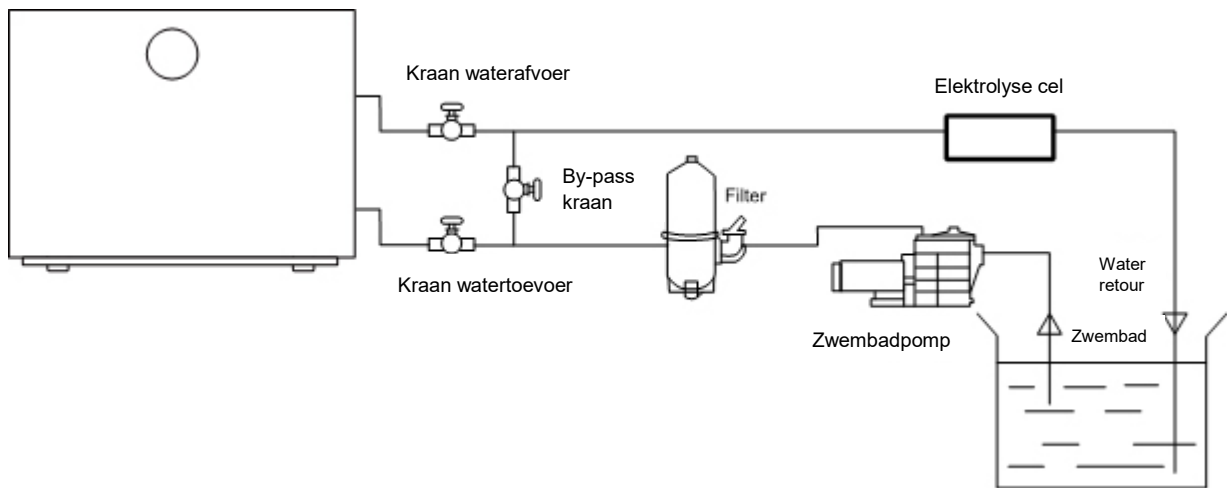 Kraan waterafvoer
Elektrolyse cel
By-pass
kraan
Filter
Kraan watertoevoer
Water
retour
Zwembadpomp
Zwembad